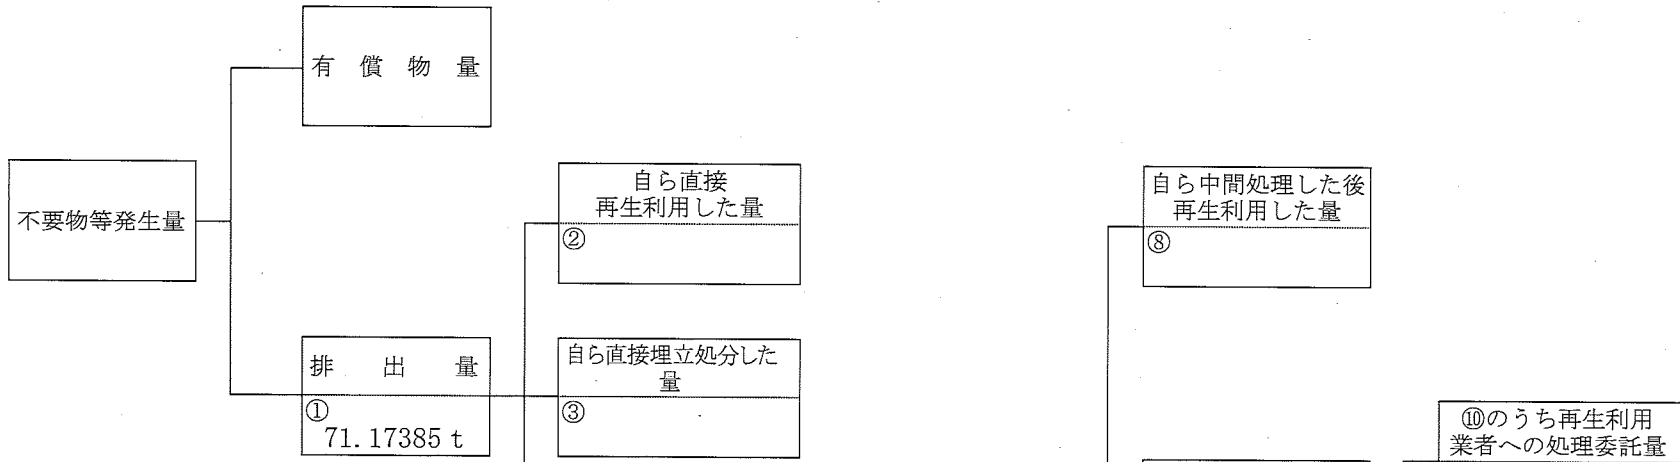 有償物量
不要物等発生量
自ら直接
再生利用した量
②
自ら中間処理した後
再生利用した量
⑧
排出量
①
71.17385 t
自ら直接埋立処分した
量
③
⑩のうち再生利用
業者への処理委託量